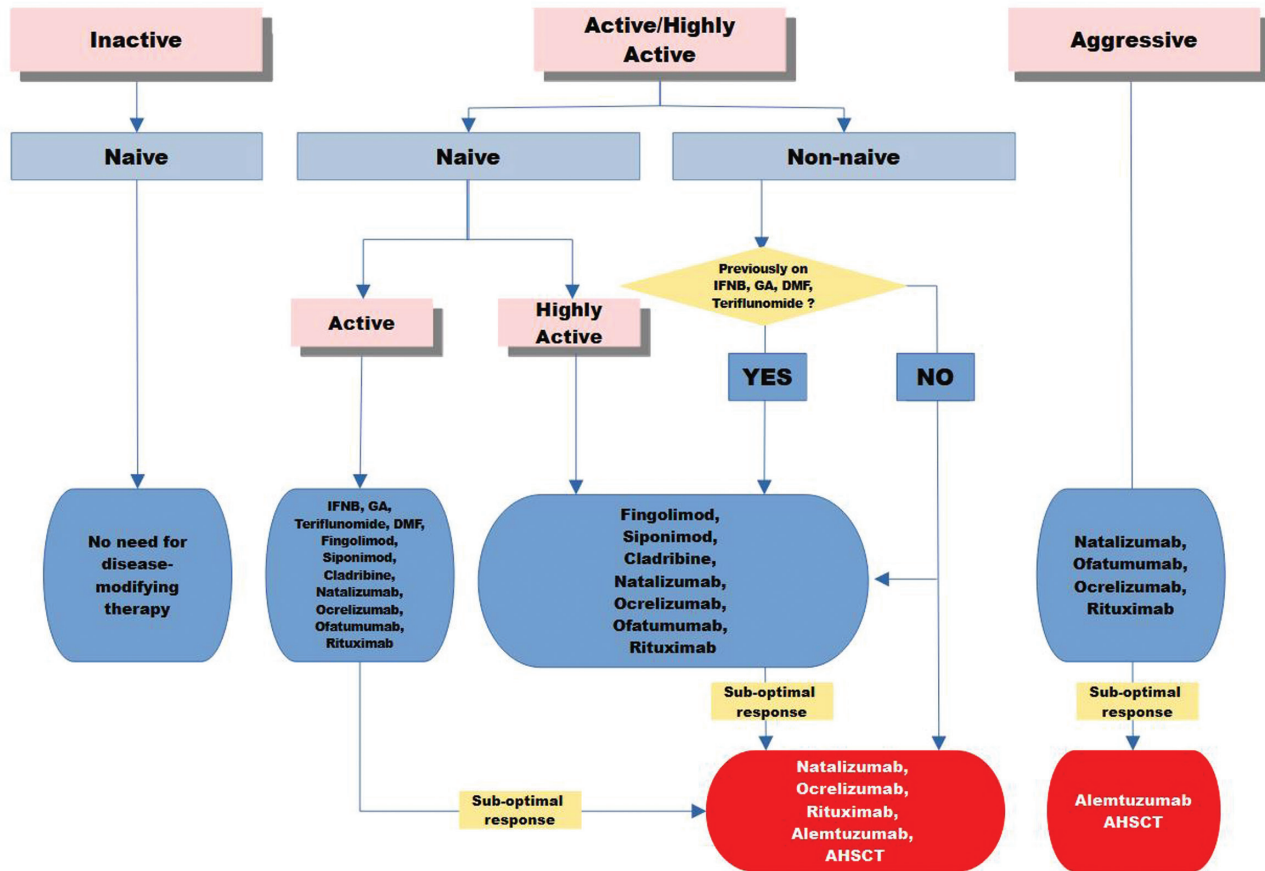 Inactive
Active/Highly
Active
Aggressive
Naive
Naive
Non-naive
Previously on
IFNB, GA, DMF,
Teriflunomide ?
Active
Highly
Active
YES
NO
No need for
disease-
modifying
therapy
IFNB, GA,
Teriflunomide, DMF,
Fingolimod,
Siponimod,
Cladribine,
Natalizumab,
Ocrelizumab,
Ofatumumab,
Rituximab
Fingolimod,
Siponimod,
Cladribine,
Natalizumab,
Ocrelizumab,
Ofatumumab,
Rituximab
Natalizumab,
Ofatumumab,
Ocrelizumab,
Rituximab
Sub-optimal
response
Sub-optimal
response
Sub-optimal
response
Natalizumab,
Ocrelizumab,
Rituximab,
Alemtuzumab,
AHSCT
Alemtuzumab
AHSCT